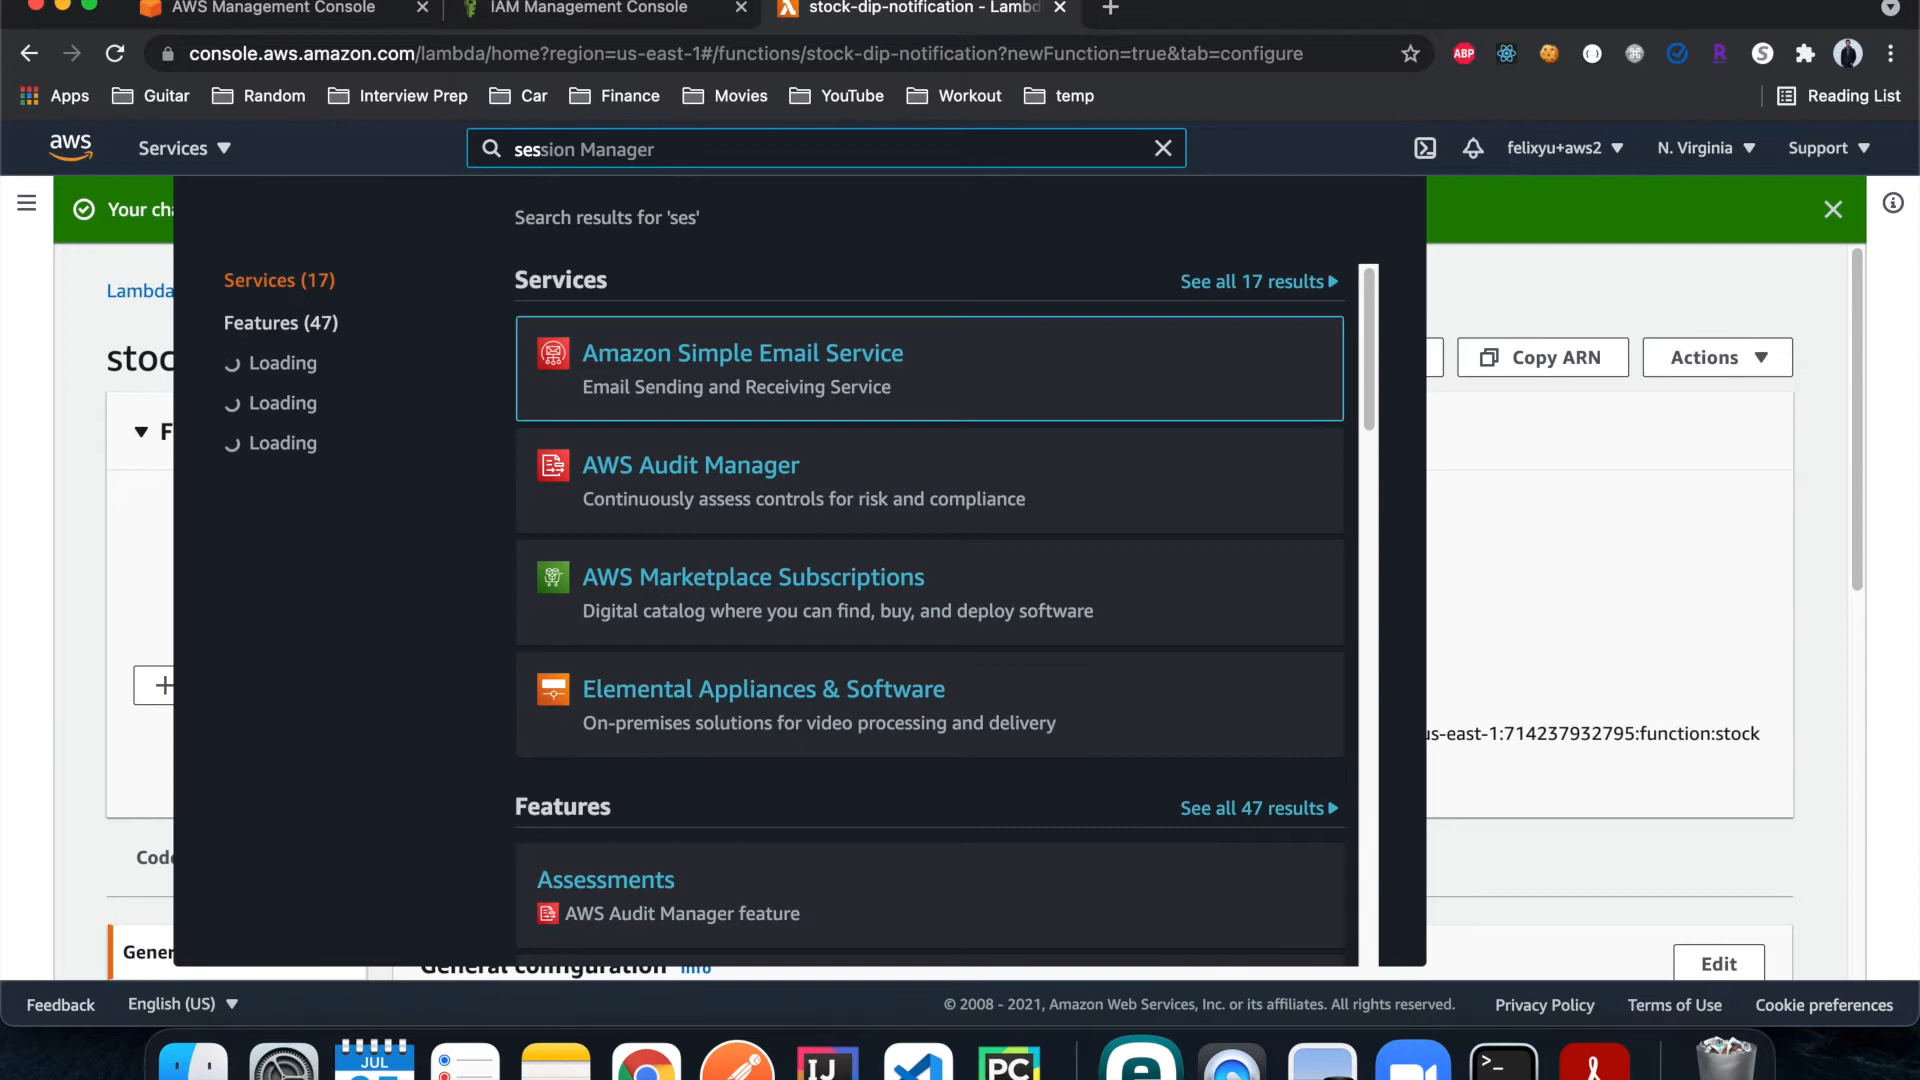 AWS Management Console
IAM Management Console
stock-dip-notification - Lambd
console.aws.amazon.com/lambda/home?region=us-east-1#/functions/stock-dip-notification?newFunction=true&tab=configure
ABP
R
S
Apps
Guitar
Random
Interview Prep
Car
Finance
Movies
YouTube
Workout
temp
Reading List
aws
Services
session Manager
felixyu+aws2
N. Virginia
Support
Your cha
Search results for 'ses'
Services (17)
Features (47)
Loading
Loading
Loading
Services
See all 17 results
Amazon Simple Email Service
Email Sending and Receiving Service
AWS Audit Manager
Continuously assess controls for risk and compliance
AWS Marketplace Subscriptions
Digital catalog where you can find, buy, and deploy software
Elemental Appliances & Software
On-premises solutions for video processing and delivery
Features
See all 47 results
Assessments
AWS Audit Manager feature
Lambda
stoc
F
Copy ARN
Actions
us-east-1:714237932795:function:stock
Code
Gener
General configuration Info
Edit
Feedback
English (US)
© 2008 - 2021, Amazon Web Services, Inc. or its affiliates. All rights reserved.
Privacy Policy
Terms of Use
Cookie preferences
JUL
IJ
PC